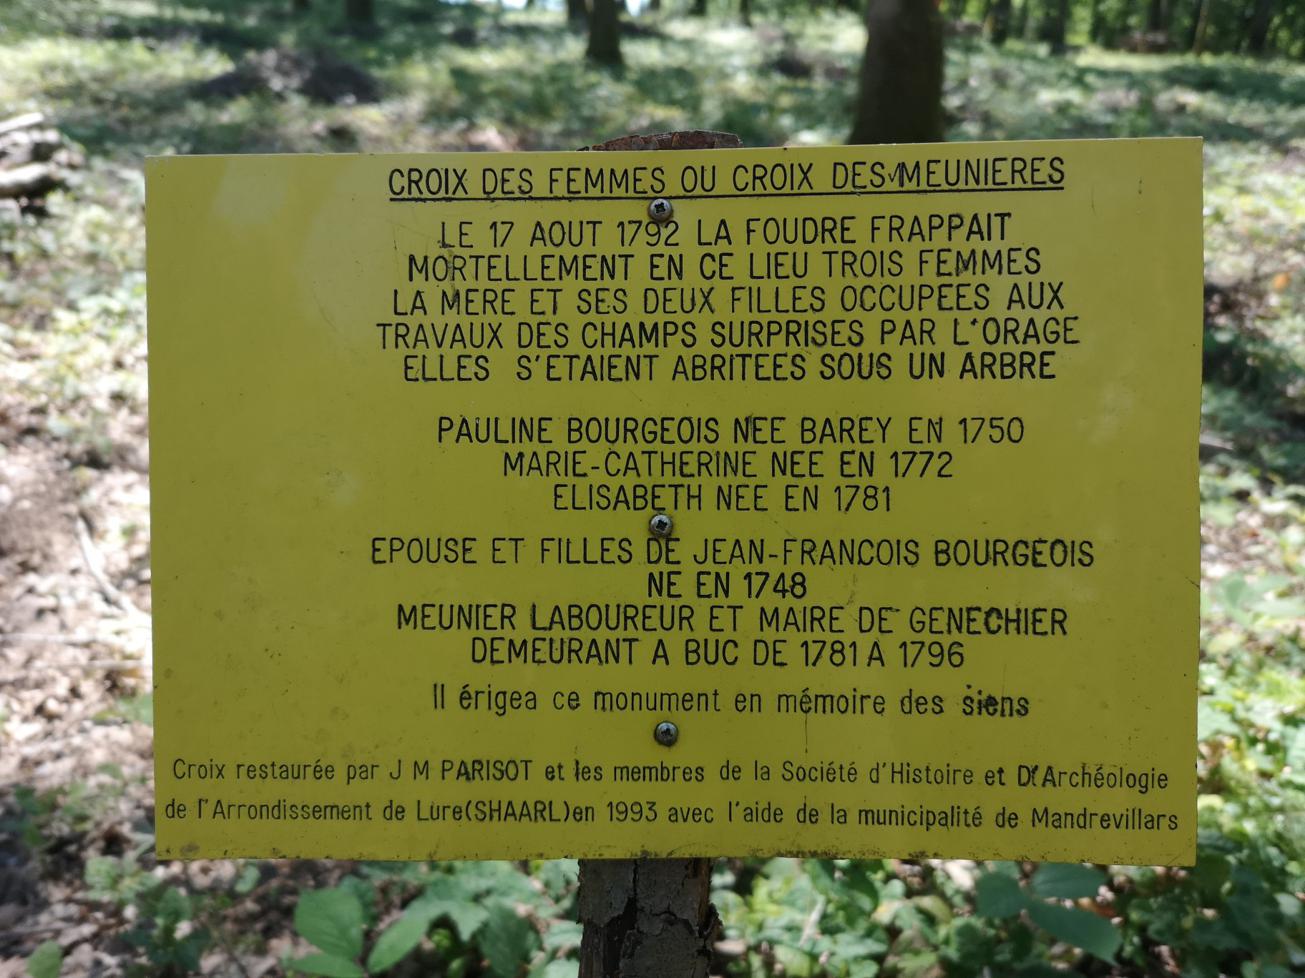 CROIX DES FEMMES OU CROIX DES MEUNIERES
LE 17 AOUT 1792 LA FOUDRE FRAPPAIT
MORTELLEMENT EN CE LIEU TROIS FEMMES
LA MERE ET SES DEUX FILLES OCCUPEES AUX
TRAVAUX DES CHAMPS SURPRISES PAR L'ORAGE
ELLES S'ETAIENT ABRITEES SOUS UN ARBRE
PAULINE BOURGEOIS NEE BAREY EN 1750
MARIE-CATHERINE NEE EN 1772
ELISABETH NEE EN 1781
EPOUSE ET FILLES DE JEAN-FRANCOIS BOURGEOIS
NE EN 1748
MEUNIER LABOUREUR ET MAIRE DE GENECHIER
DEMEURANT A BUC DE 1781 A 1796
Il érigea ce monument en mémoire des siens
Croix restaurée par J M PARISOT et les membres de la Société d'Histoire et D'Archéologie
de l'Arrondissement de Lure(SHAARL)en 1993 avec l'aide de la municipalité de Mandrevillars